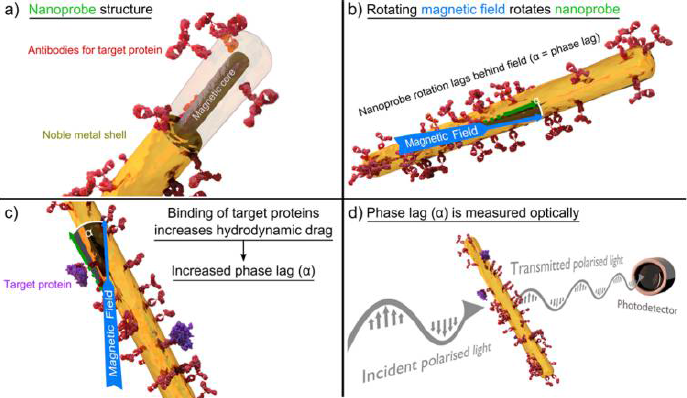 a) Nanoprobe structure
Antibodies for target protein
Magnetic core
Noble metal shell
b) Rotating magnetic field rotates nanoprobe
Nanoprobe rotation lags behind field (α = phase lag)
α
Magnetic Field
c) Binding of target proteins
increases hydrodynamic drag
Increased phase lag (α)
α
Target protein
Magnetic Field
d) Phase lag (α) is measured optically
Transmitted polarised light
Photodetector
Incident polarised light